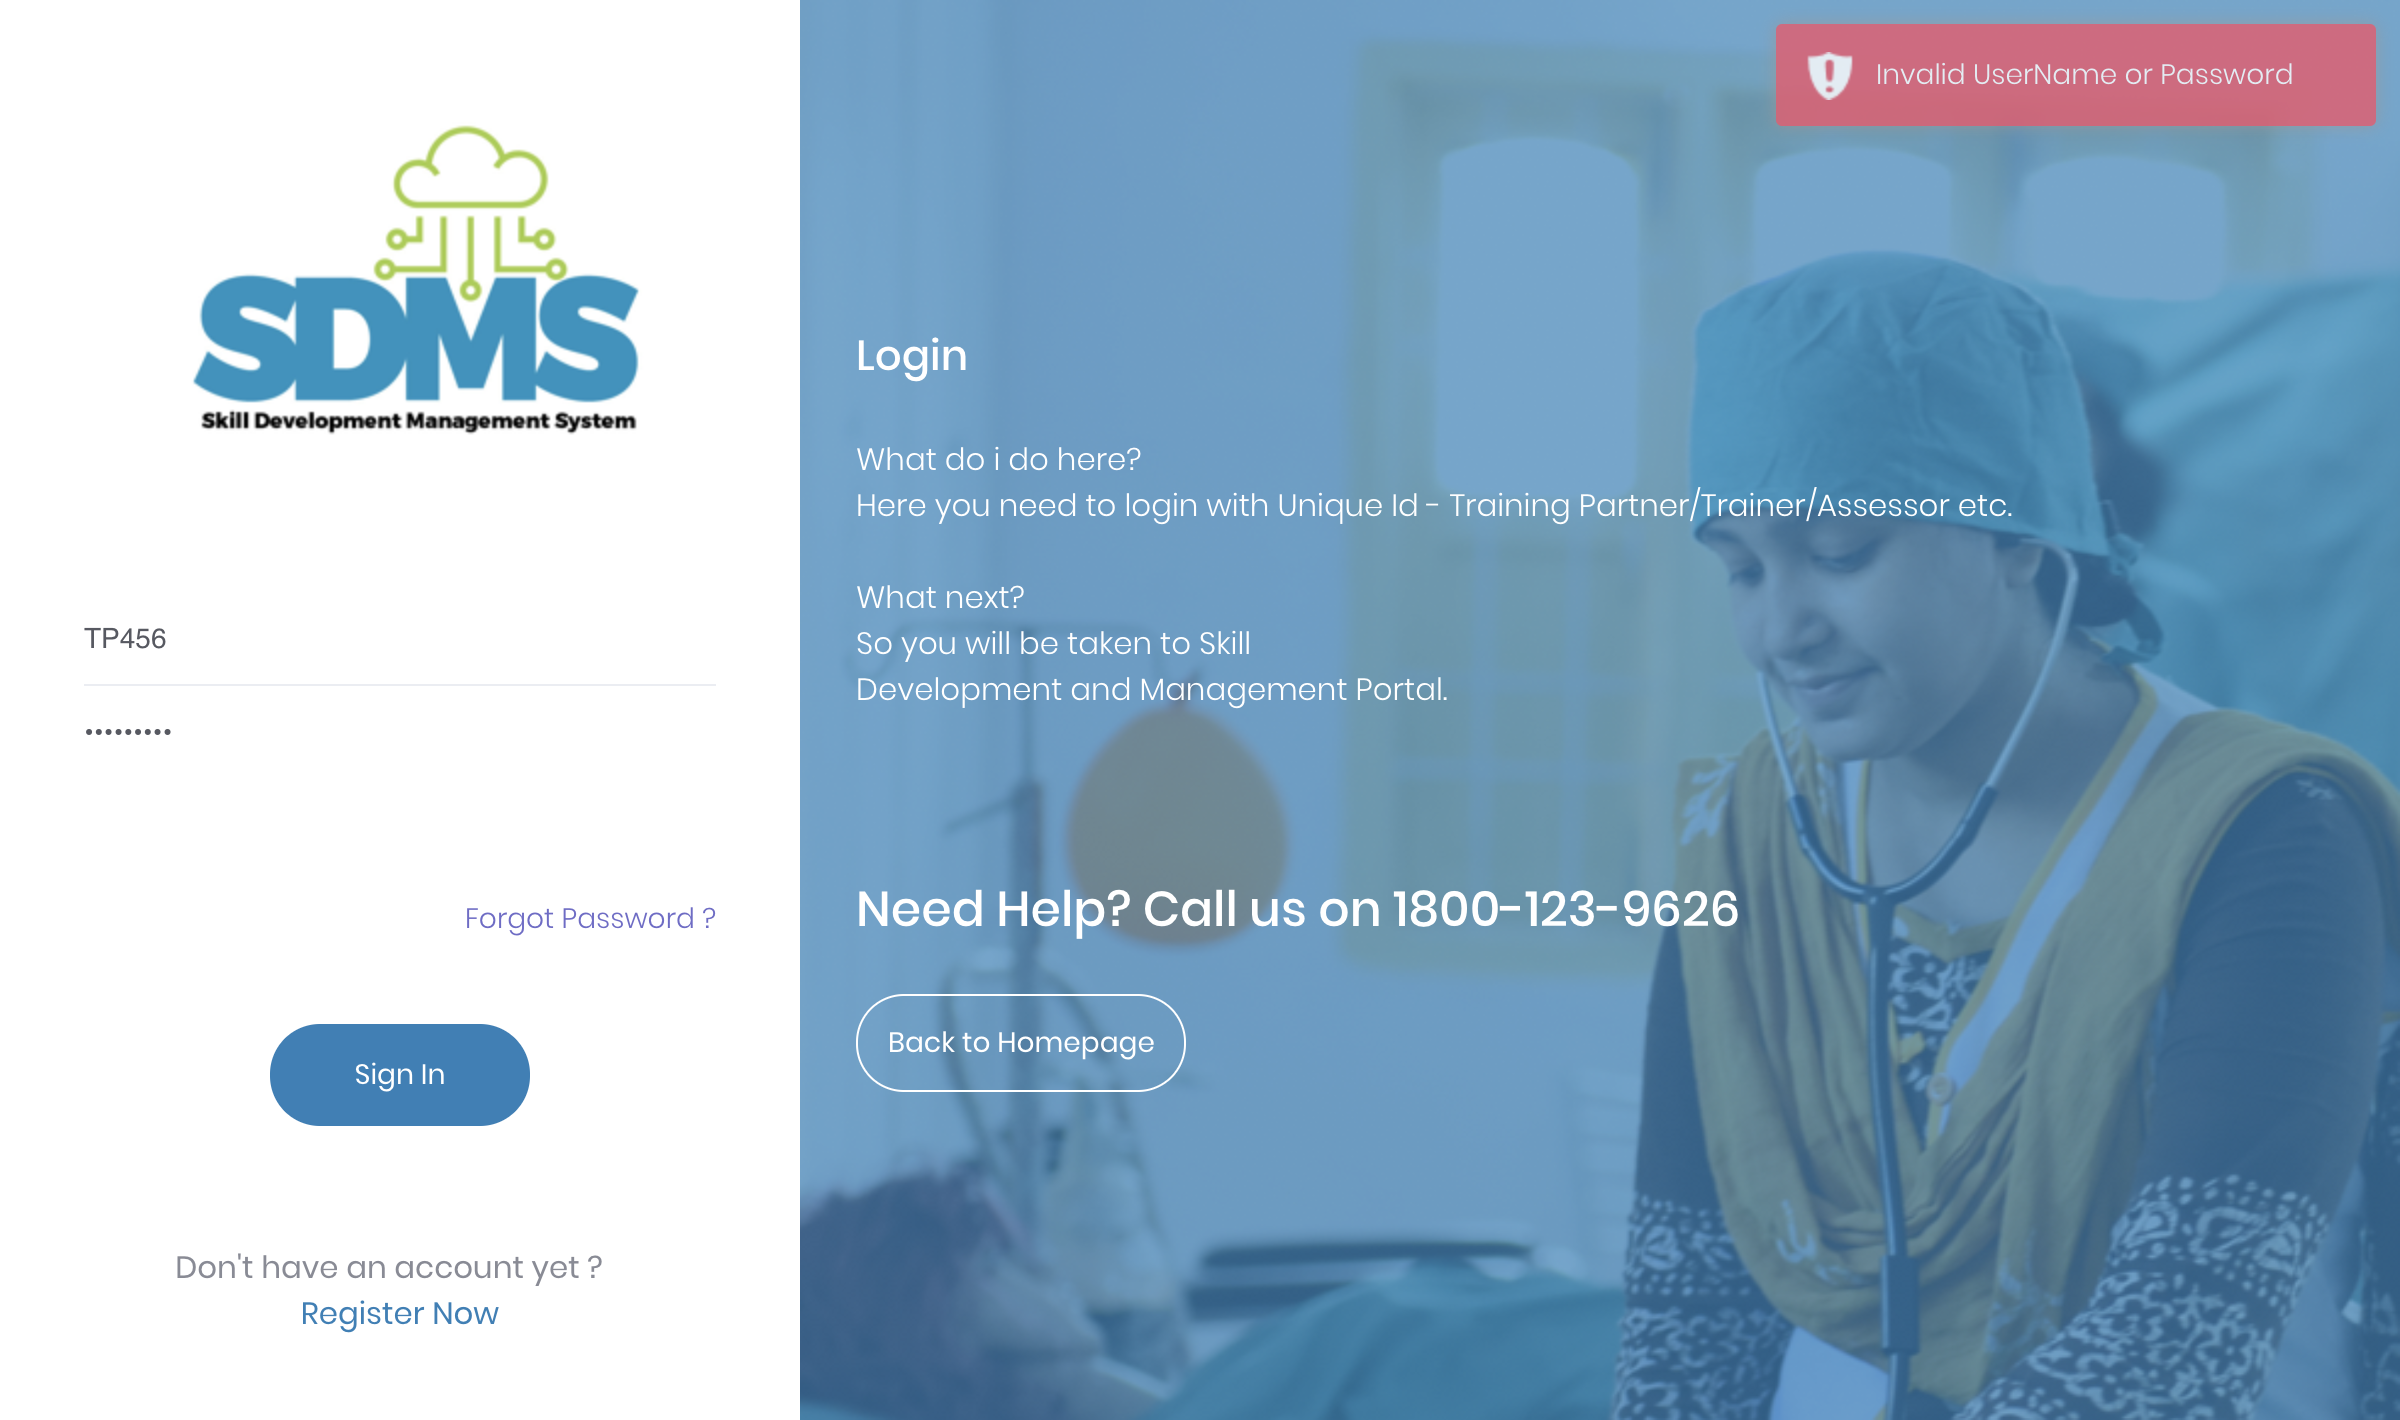 SDMS
Skill Development Management System
TP456
•••••••••
Forgot Password ?
Sign In
Don't have an account yet ?
Register Now
Invalid UserName or Password
Login
What do i do here?
Here you need to login with Unique Id - Training Partner/Trainer/Assessor etc.
What next?
So you will be taken to Skill
Development and Management Portal.
Need Help? Call us on 1800-123-9626
Back to Homepage